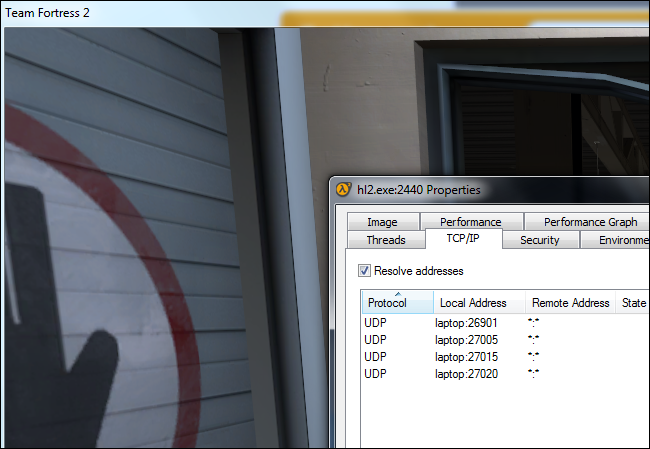 Team Fortress 2
hl2.exe:2440 Properties
Image Performance Performance Graph
Threads TCP/IP Security Environme
Resolve addresses
Protocol Local Address Remote Address State
UDP laptop:26901 *:*
UDP laptop:27005 *:*
UDP laptop:27015 *:*
UDP laptop:27020 *:*